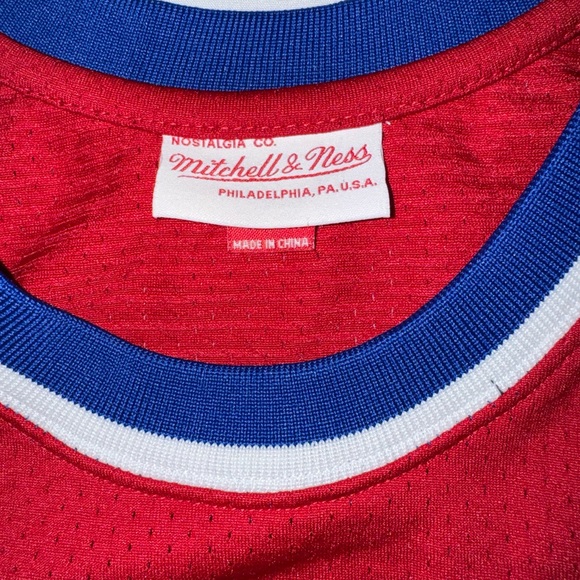 NOSTALGIA CO.
Mitchell & Ness
PHILADELPHIA, PA. U.S.A.
MADE IN CHINA